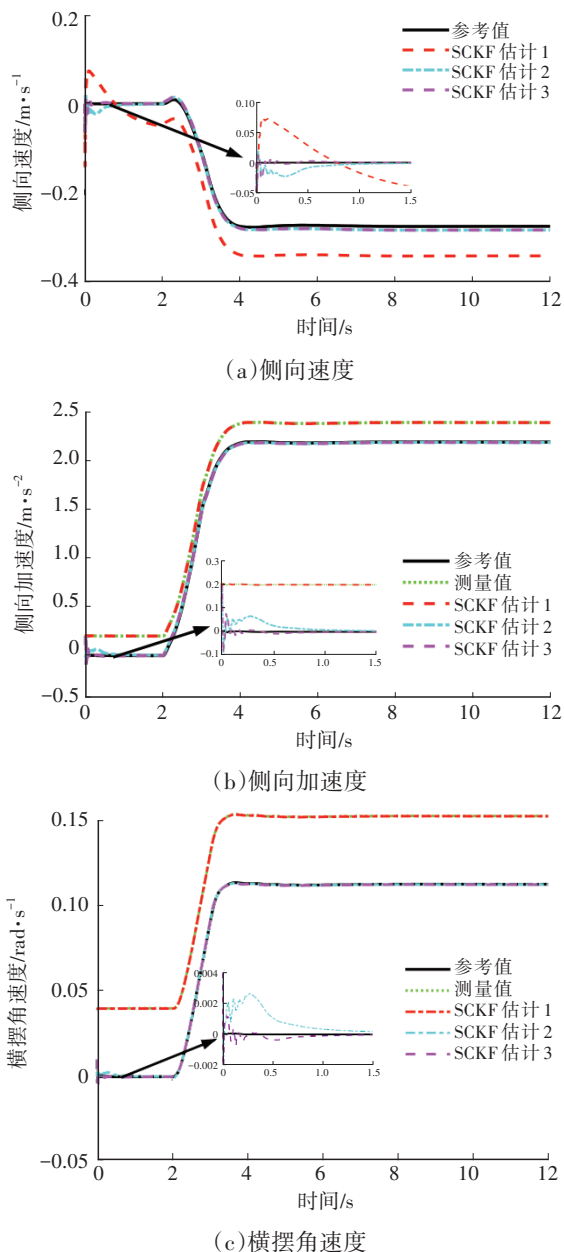 0.2
0
−0.2
−0.4
侧向速度/m·s⁻¹
参考值
SCKF 估计 1
SCKF 估计 2
SCKF 估计 3
0.10
0.05
0
−0.05
0 0.5 1.0 1.5
0 2 4 6 8 10 12
时间/s
(a)侧向速度
2.5
2.0
1.5
1.0
0.5
0
−0.5
侧向加速度/m·s⁻²
0.3
0.2
0.1
0
−0.1
0 0.5 1.0 1.5
参考值
测量值
SCKF 估计 1
SCKF 估计 2
SCKF 估计 3
0 2 4 6 8 10 12
时间/s
(b)侧向加速度
0.15
0.10
0.05
0
−0.05
横摆角速度/rad·s⁻¹
0.004
0.002
0
−0.002
0 0.5 1.0 1.5
参考值
测量值
SCKF 估计 1
SCKF 估计 2
SCKF 估计 3
0 2 4 6 8 10 12
时间/s
(c)横摆角速度